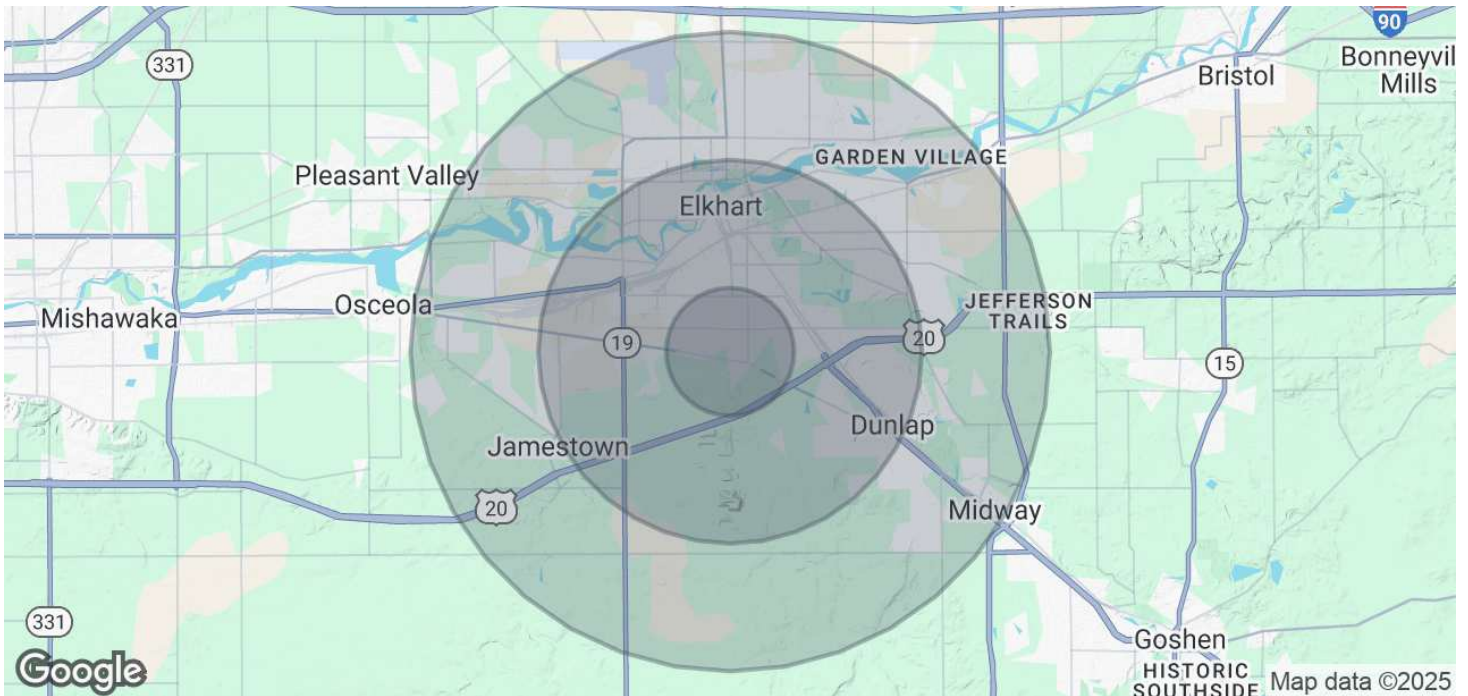 90
331
Bonneyvil
Mills
Bristol
GARDEN VILLAGE
Pleasant Valley
Elkhart
Osceola
JEFFERSON
TRAILS
Mishawaka
19
20
15
Dunlap
Jamestown
20
Midway
331
Goshen
HISTORIC
SOUTHSIDE
Google
Map data ©2025